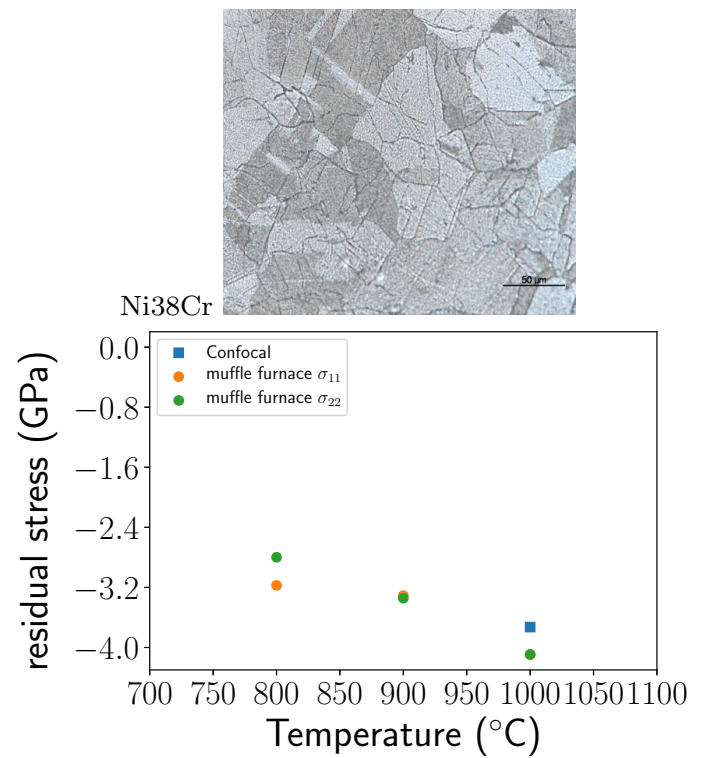 50 µm
Ni38Cr
residual stress (GPa)
0.0
−0.8
−1.6
−2.4
−3.2
−4.0
Confocal
muffle furnace σ₁₁
muffle furnace σ₂₂
700 750 800 850 900 950 1000 1050 1100
Temperature (°C)